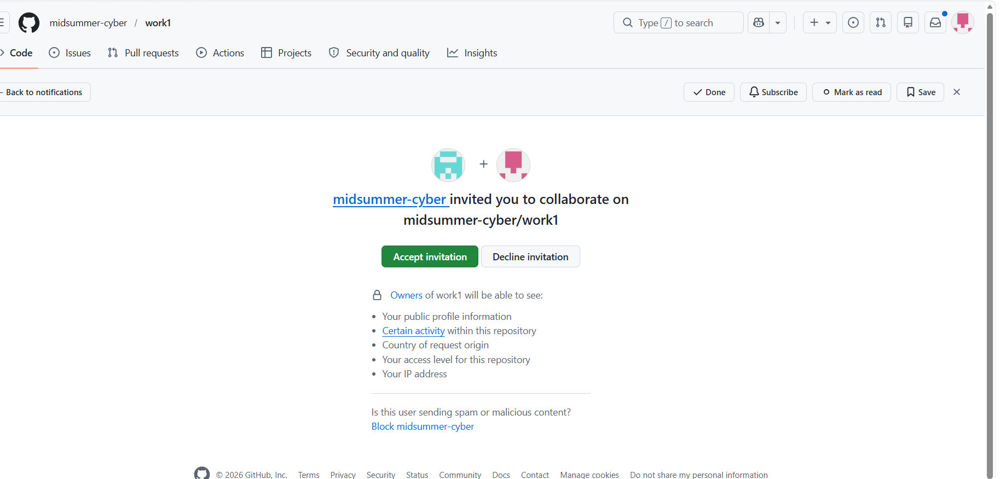 midsummer-cyber / work1
Type / to search
Code
Issues
Pull requests
Actions
Projects
Security and quality
Insights
Back to notifications
Done
Subscribe
Mark as read
Save
midsummer-cyber invited you to collaborate on
midsummer-cyber/work1
Accept invitation
Decline invitation
Owners of work1 will be able to see:
• Your public profile information
• Certain activity within this repository
• Country of request origin
• Your access level for this repository
• Your IP address
Is this user sending spam or malicious content?
Block midsummer-cyber
© 2026 GitHub, Inc. Terms Privacy Security Status Community Docs Contact Manage cookies Do not share my personal information